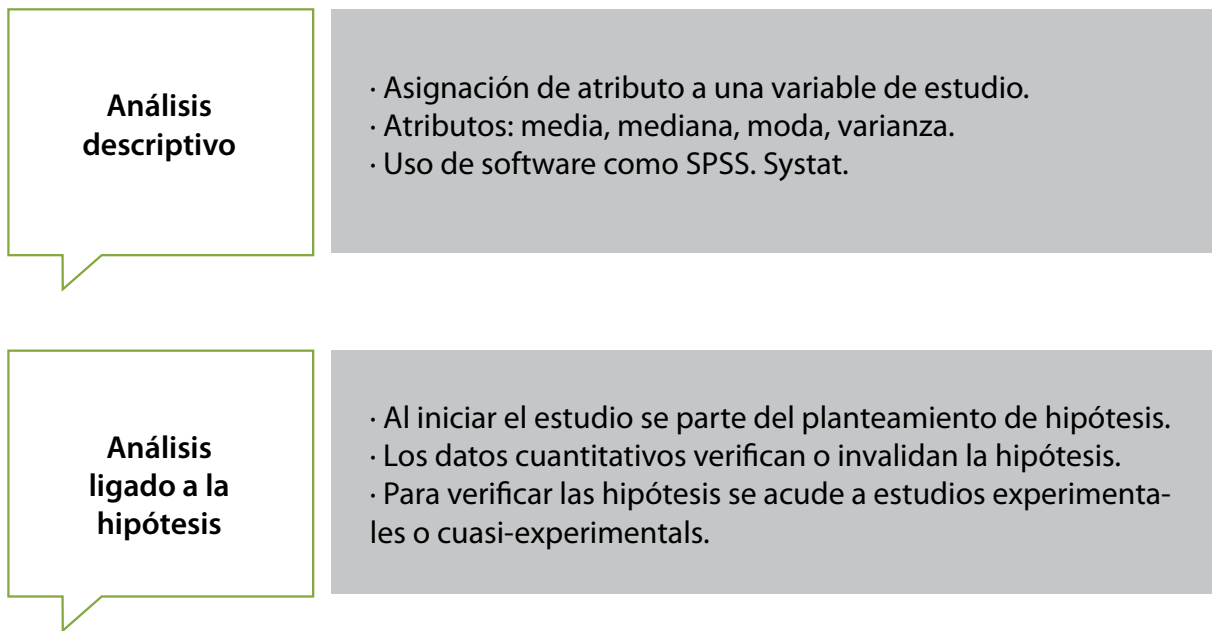 Análisis
descriptivo
· Asignación de atributo a una variable de estudio.
· Atributos: media, mediana, moda, varianza.
· Uso de software como SPSS. Systat.
Análisis
ligado a la
hipótesis
· Al iniciar el estudio se parte del planteamiento de hipótesis.
· Los datos cuantitativos verifican o invalidan la hipótesis.
· Para verificar las hipótesis se acude a estudios experimenta-
les o cuasi-experimentals.